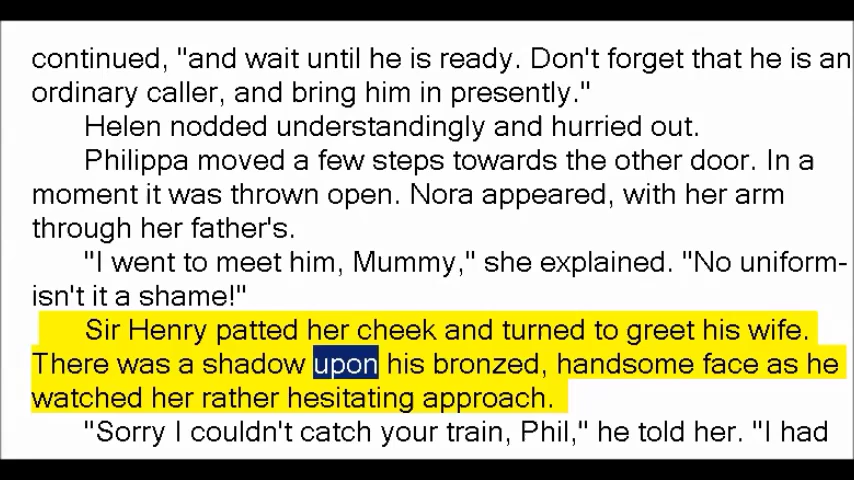 continued, "and wait until he is ready. Don't forget that he is an
ordinary caller, and bring him in presently."
Helen nodded understandingly and hurried out.
Philippa moved a few steps towards the other door. In a
moment it was thrown open. Nora appeared, with her arm
through her father's.
"I went to meet him, Mummy," she explained. "No uniform-
isn't it a shame!"
Sir Henry patted her cheek and turned to greet his wife.
There was a shadow upon his bronzed, handsome face as he
watched her rather hesitating approach.
"Sorry I couldn't catch your train, Phil," he told her. "I had